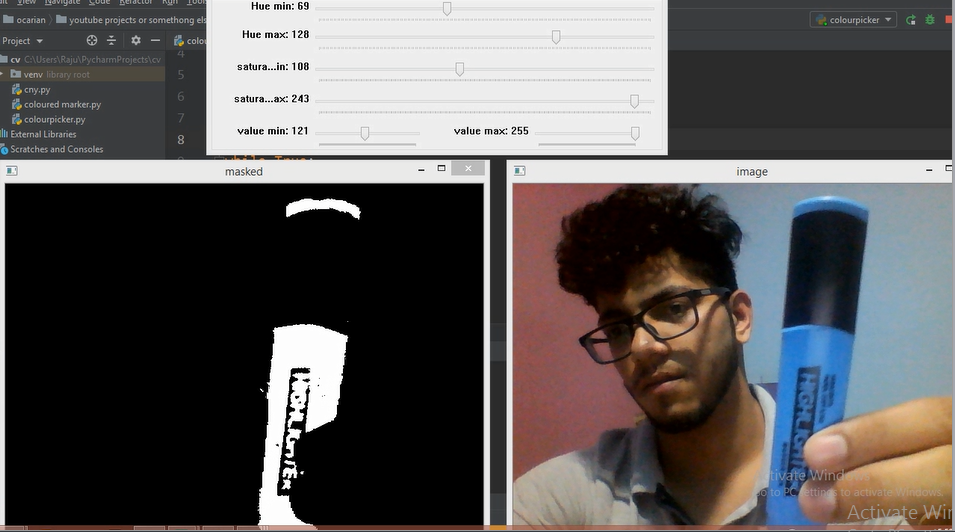 View Navigate Code Refactor Run Tools
Hue min: 69
ocarian
youtube projects or somethong els
colourpicker
Hue max: 128
Project
4
cv C:\Users\Raju\PycharmProjects\cv
5
satura...in: 108
venv library root
cny.py
6
satura...ax: 243
coloured marker.py
7
colourpicker.py
External Libraries
8
value min: 121
value max: 255
Scratches and Consoles
while True:
masked
image
HIGHLIGHTER
HIGHLIGHTER
Activate Windows
Go to PC settings to activate Windows.
Activate Win